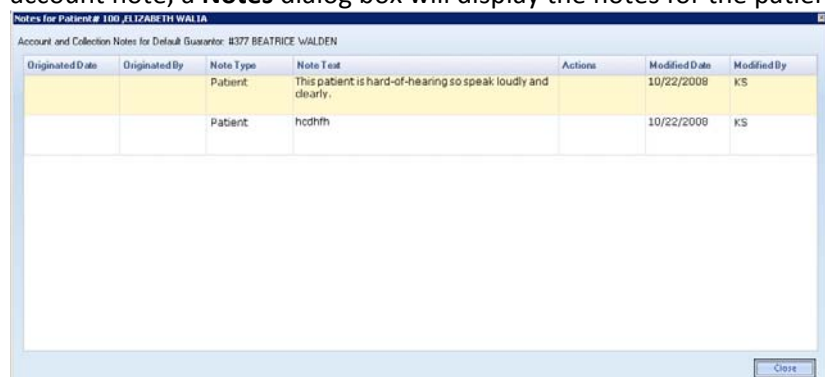 account note, a Notes dialog box will display the notes for the patien
Notes for Patient# 100 ,ELIZABETH WALIA
Account and Collection Notes for Default Guarantor: #377 BEATRICE WALDEN
Originated Date Originated By Note Type Note Text Actions Modified Date Modified By
Patient This patient is hard-of-hearing so speak loudly and 10/22/2008 KS
clearly.
Patient hcdhfh 10/22/2008 KS
Close